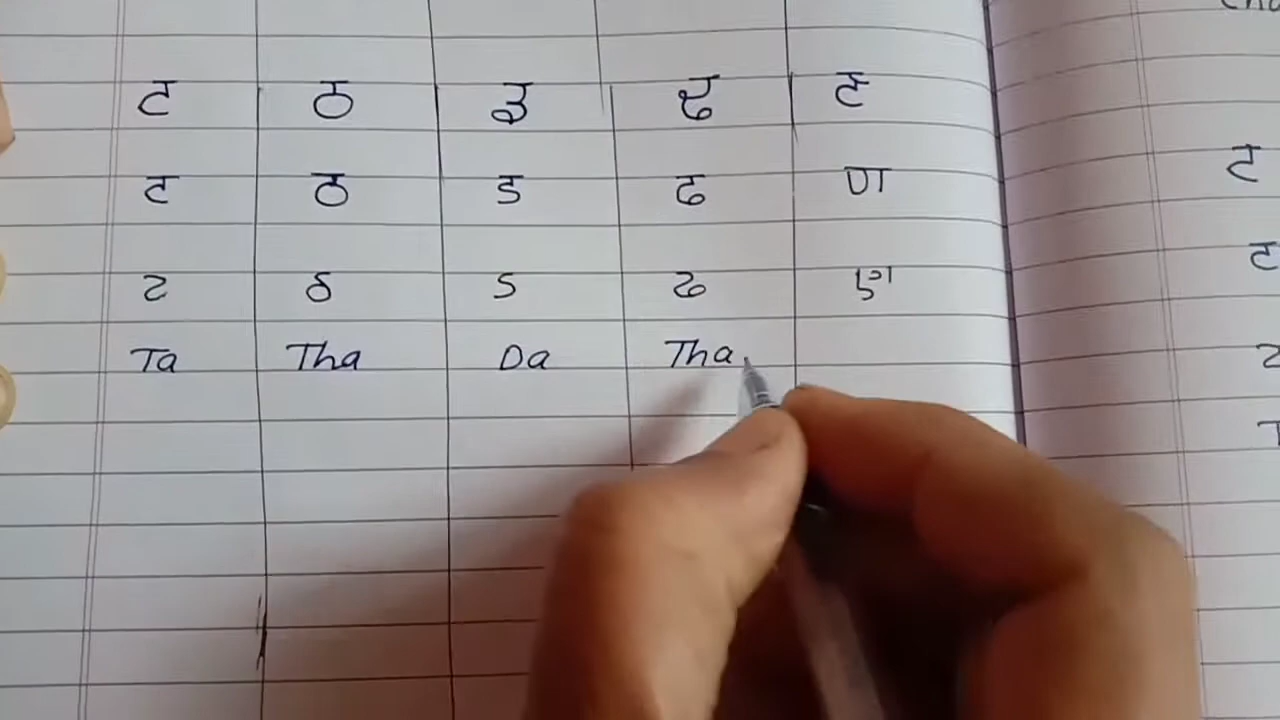 ਟ ਠ ਡ ਢ ਣ
ट ठ ड ढ ण
ટ ઠ ડ ઢ ણ
Ta Tha Da Tha
ਟ
ट